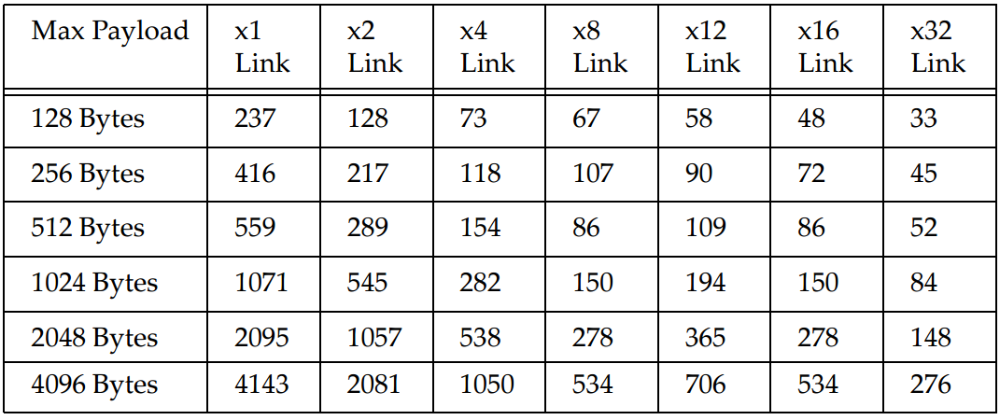 Max Payload x1 Link x2 Link x4 Link x8 Link x12 Link x16 Link x32 Link
128 Bytes 237 128 73 67 58 48 33
256 Bytes 416 217 118 107 90 72 45
512 Bytes 559 289 154 86 109 86 52
1024 Bytes 1071 545 282 150 194 150 84
2048 Bytes 2095 1057 538 278 365 278 148
4096 Bytes 4143 2081 1050 534 706 534 276